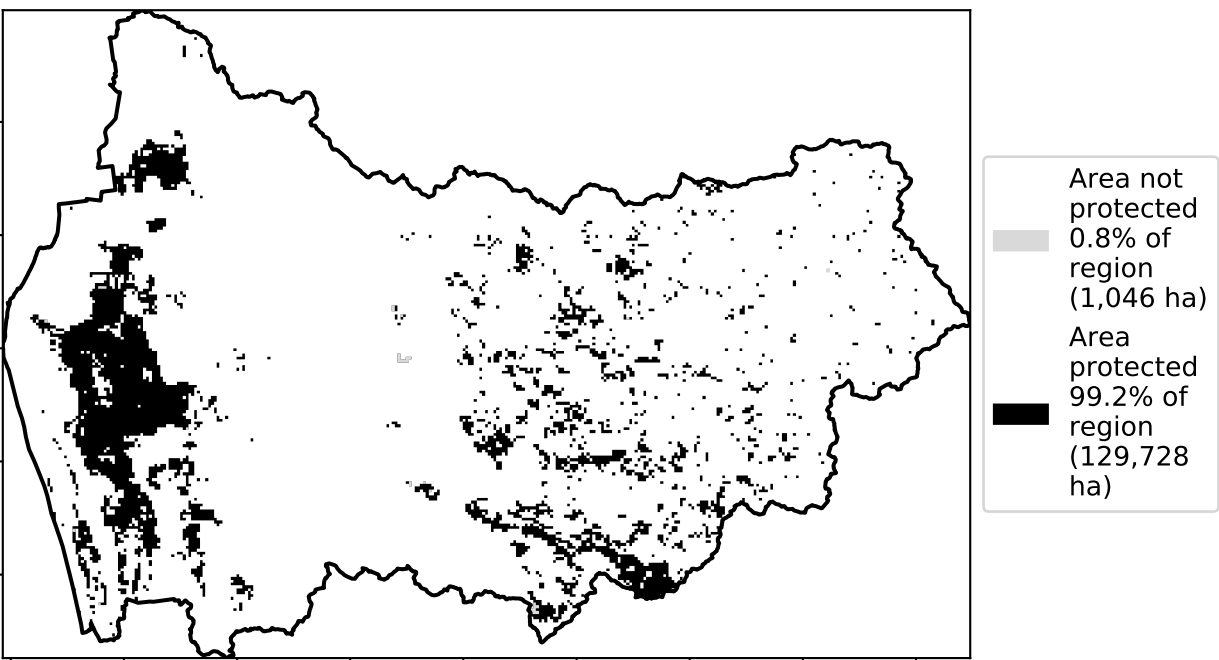 Area not
protected
0.8% of
region
(1,046 ha)
Area
protected
99.2% of
region
(129,728
ha)